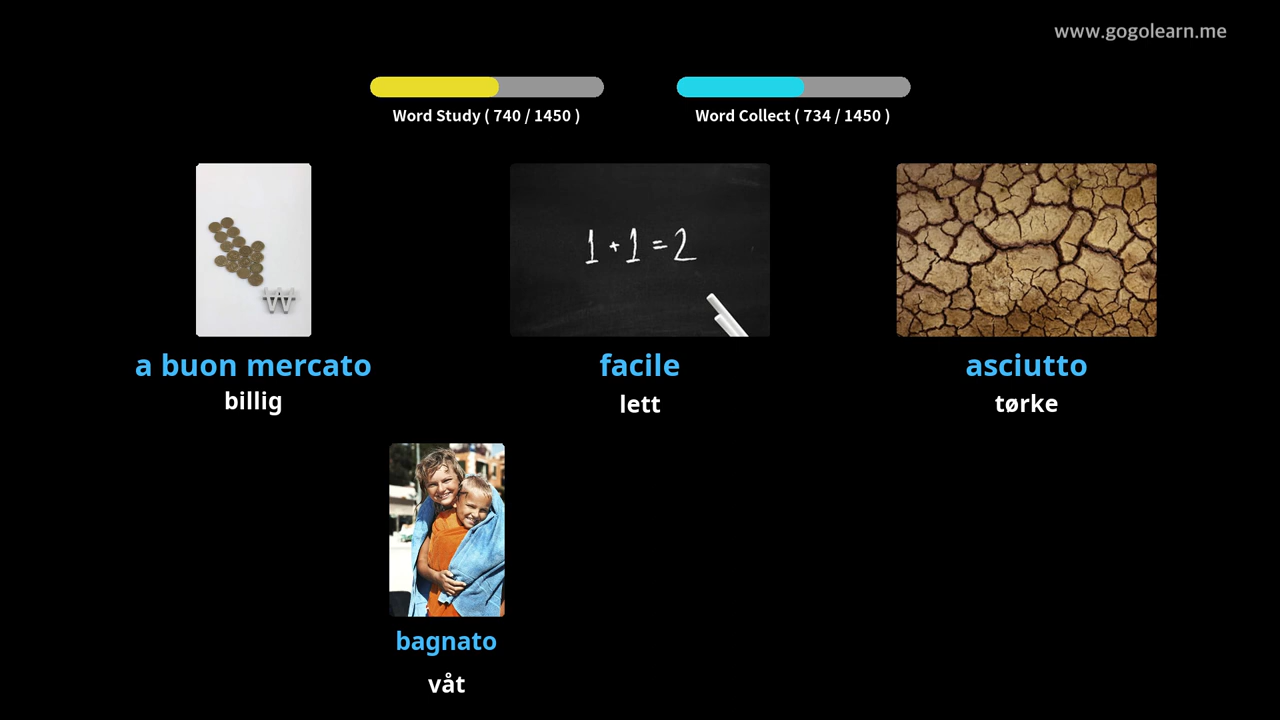 www.gogolearn.me
Word Study ( 740 / 1450 )
Word Collect ( 734 / 1450 )
₩
1 + 1 = 2
a buon mercato
facile
asciutto
billig
lett
tørke
bagnato
våt